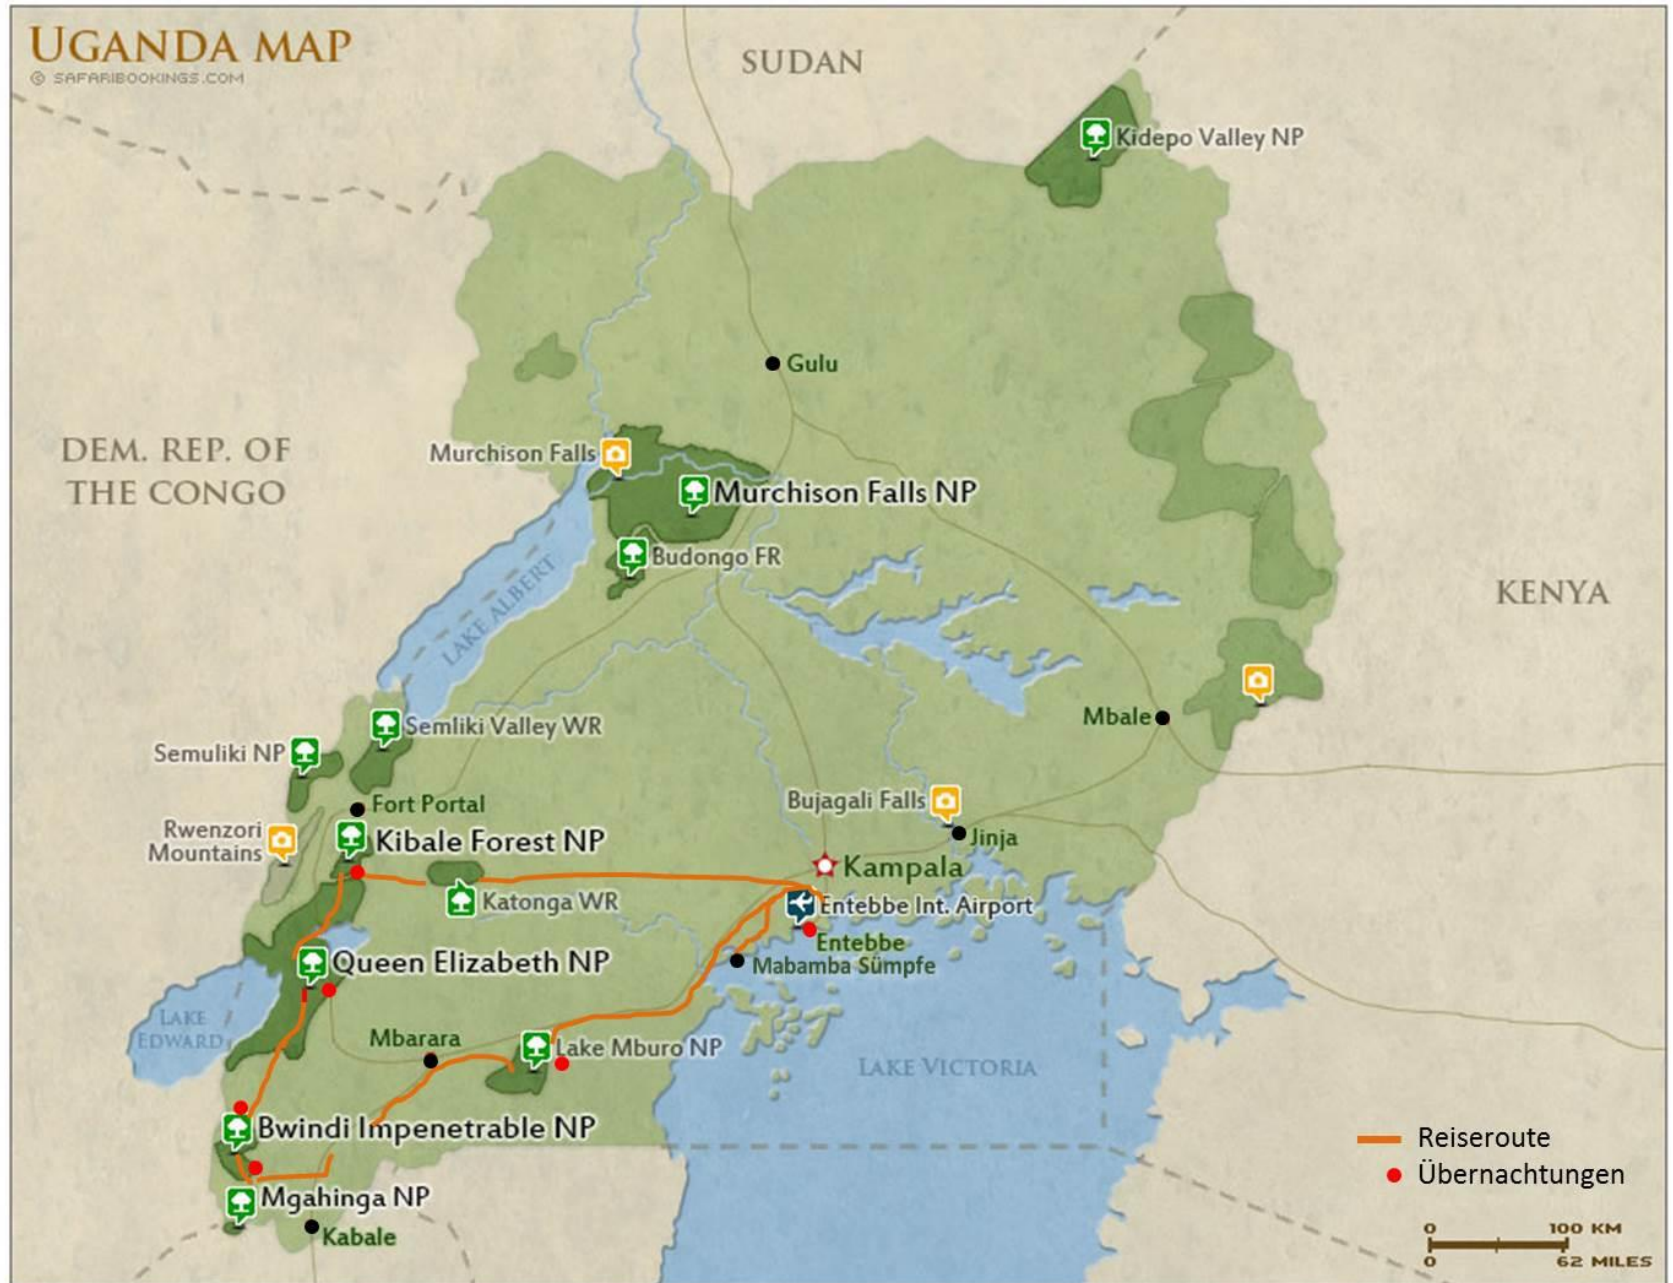 UGANDA MAP
© SAFARIBOOKINGS.COM
SUDAN
Kidepo Valley NP
Gulu
DEM. REP. OF
THE CONGO
Murchison Falls
Murchison Falls NP
Budongo FR
LAKE ALBERT
KENYA
Semliki Valley WR
Semuliki NP
Mbale
Fort Portal
Bujagali Falls
Rwenzori
Mountains
Kibale Forest NP
Jinja
Kampala
Katonga WR
Entebbe Int. Airport
Entebbe
Queen Elizabeth NP
Mabamba Sümpfe
LAKE
EDWARD
Mbarara
Lake Mburo NP
LAKE VICTORIA
Bwindi Impenetrable NP
Reiseroute
Übernachtungen
Mgahinga NP
Kabale
0 100 KM
0 62 MILES